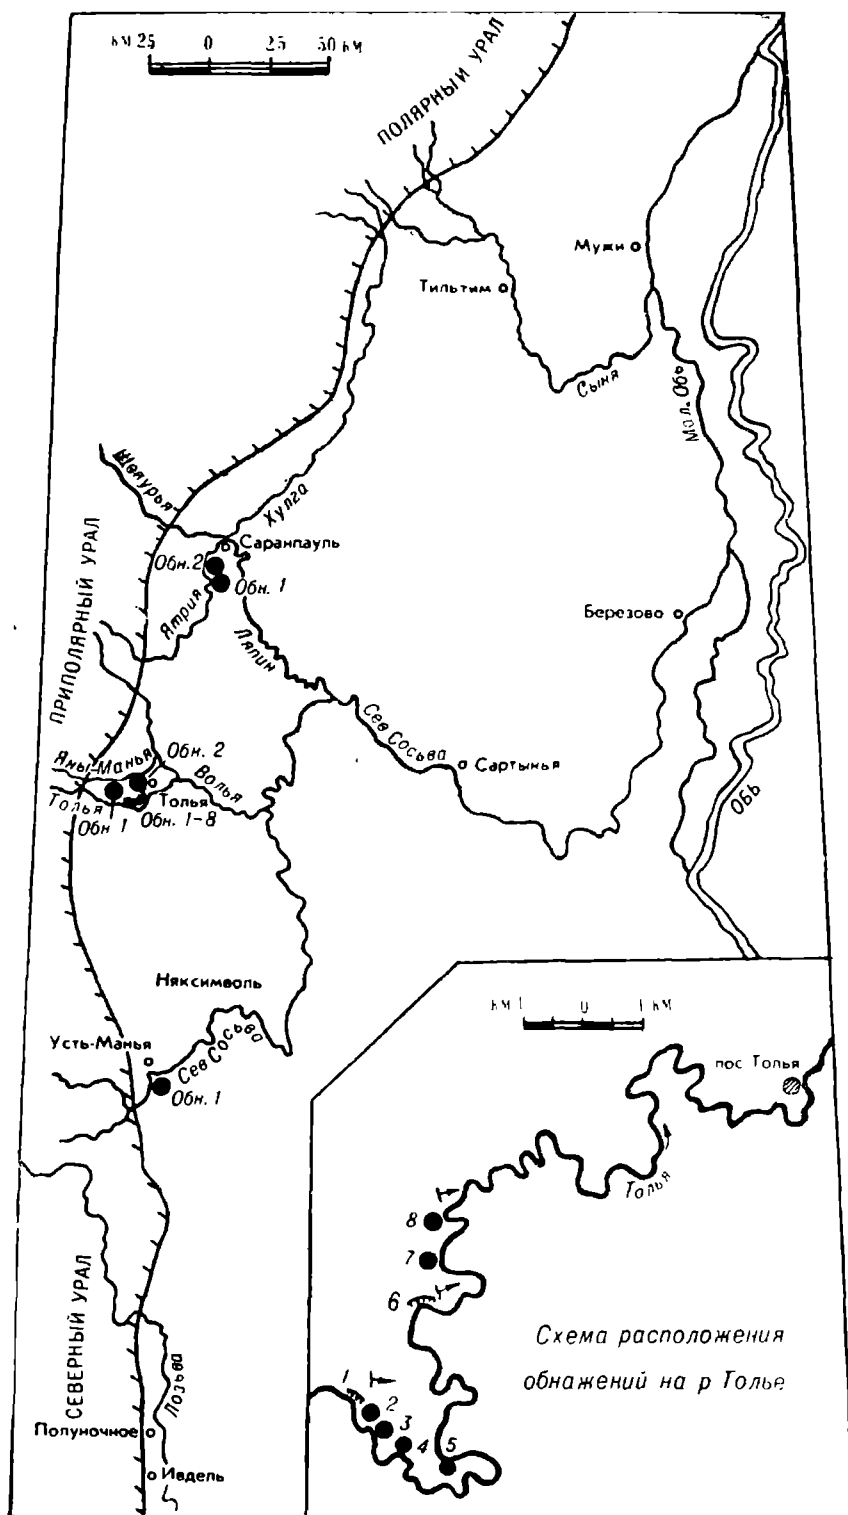 км 25 0 25 50 км
ПОЛЯРНЫЙ УРАЛ
Мужи
Тильтим
Сыня
Мал. Обь
Щекурья
Хулга
Саранпауль
Обн. 2
Обн. 1
Ятрия
Ляпин
Березово
ПРИПОЛЯРНЫЙ УРАЛ
Сев Сосьва
Сартынья
Обь
Яны-Манья
Обн. 2
Волья
Толья
Толья
Обн 1
Обн. 1-8
Няксимволь
Усть-Манья
Сев Сосьва
Обн. 1
СЕВЕРНЫЙ УРАЛ
Лозьва
Полуночное
Ивдель
км 1 0 1 км
пос Толья
Толья
8
7
6
1
2
3
4
5
Схема расположения
обнажений на р Толье